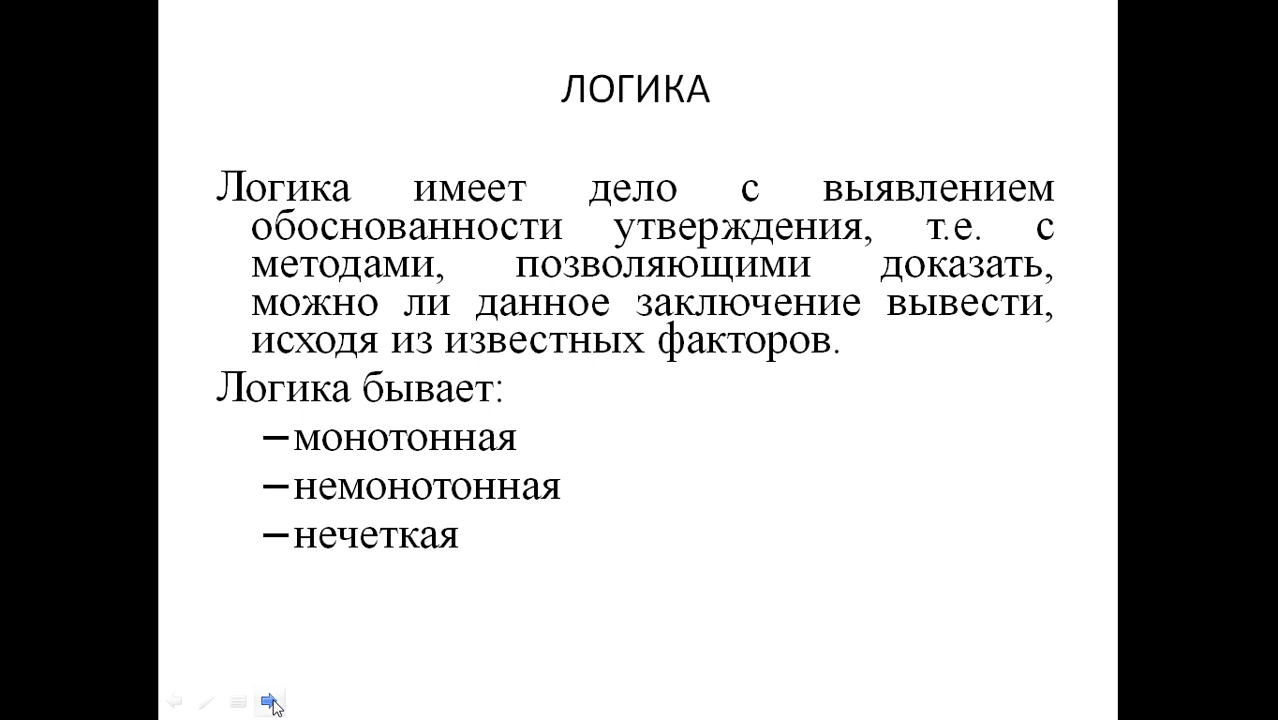 ЛОГИКА
Логика имеет дело с выявлением
обоснованности утверждения, т.е. с
методами, позволяющими доказать,
можно ли данное заключение вывести,
исходя из известных факторов.
Логика бывает:
–монотонная
–немонотонная
–нечеткая